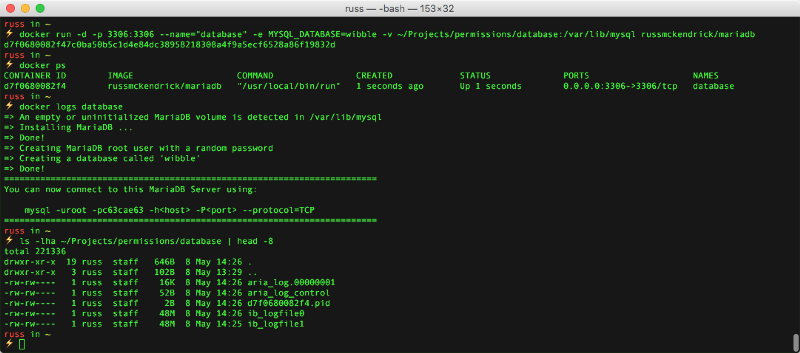 russ — -bash — 153×32
russ in ~
⚡ docker run -d -p 3306:3306 --name="database" -e MYSQL_DATABASE=wibble -v ~/Projects/permissions/database:/var/lib/mysql russmckendrick/mariadb
d7f0680082f47c0ba50b5c1d4e84dc38958218308a4f9a5ecf6528a86f19832d
russ in ~
⚡ docker ps
CONTAINER ID        IMAGE                    COMMAND                CREATED             STATUS              PORTS                    NAMES
d7f0680082f4        russmckendrick/mariadb   "/usr/local/bin/run"   1 seconds ago       Up 1 seconds        0.0.0.0:3306->3306/tcp   database
russ in ~
⚡ docker logs database
=> An empty or uninitialized MariaDB volume is detected in /var/lib/mysql
=> Installing MariaDB ...
=> Done!
=> Creating MariaDB root user with a random password
=> Creating a database called 'wibble'
=> Done!
========================================================================
You can now connect to this MariaDB Server using:
    mysql -uroot -pc63cae63 -h<host> -P<port> --protocol=TCP
========================================================================
russ in ~
⚡ ls -lha ~/Projects/permissions/database | head -8
total 221336
drwxr-xr-x  19 russ  staff   646B  8 May 14:26 .
drwxr-xr-x   3 russ  staff   102B  8 May 13:29 ..
-rw-rw----   1 russ  staff    16K  8 May 14:26 aria_log.00000001
-rw-rw----   1 russ  staff    52B  8 May 14:26 aria_log_control
-rw-rw----   1 russ  staff     2B  8 May 14:26 d7f0680082f4.pid
-rw-rw----   1 russ  staff    48M  8 May 14:26 ib_logfile0
-rw-rw----   1 russ  staff    48M  8 May 14:25 ib_logfile1
russ in ~
⚡